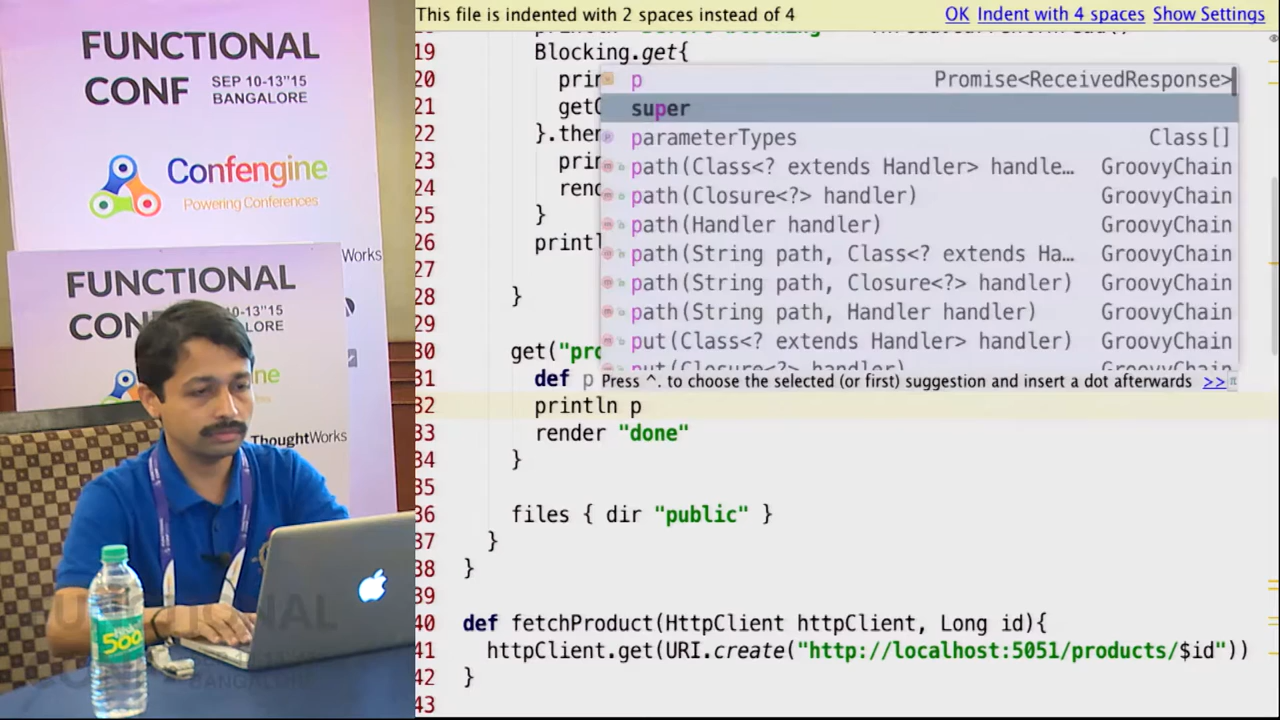 FUNCTIONAL
CONF SEP 10-13"15
BANGALORE
Confengine
Powering Conferences
FUNCTIONAL
ThoughtWorks
500
This file is indented with 2 spaces instead of 4 OK Indent with 4 spaces Show Settings
19 Blocking.get{
20
21
22 }.then
23
24
25 }
26
27
28 }
29
30 get("pro
31 def p
32 println p
33 render "done"
34 }
35
36 files { dir "public" }
37 }
38 }
39
40 def fetchProduct(HttpClient httpClient, Long id){
41 httpClient.get(URI.create("http://localhost:5051/products/$id"))
42 }
43
p Promise<ReceivedResponse>
super
parameterTypes Class[]
path(Class<? extends Handler> handle… GroovyChain
path(Closure<?> handler) GroovyChain
path(Handler handler) GroovyChain
path(String path, Class<? extends Ha… GroovyChain
path(String path, Closure<?> handler) GroovyChain
path(String path, Handler handler) GroovyChain
put(Class<? extends Handler> handler) GroovyChain
put(Closure<?> handler) GroovyChain
Press ^. to choose the selected (or first) suggestion and insert a dot afterwards >>